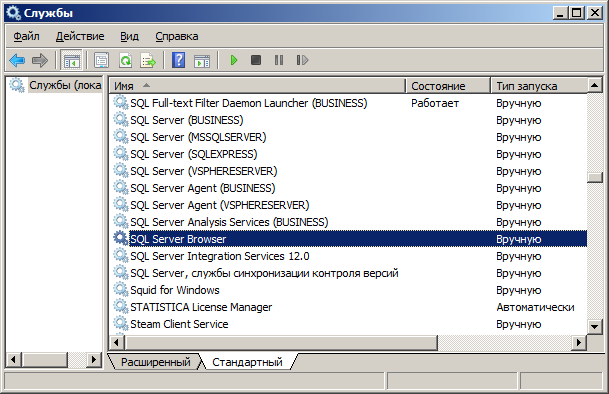 Службы
Файл Действие Вид Справка
Службы (лока
Имя Состояние Тип запуска
SQL Full-text Filter Daemon Launcher (BUSINESS) Работает Вручную
SQL Server (BUSINESS) Вручную
SQL Server (MSSQLSERVER) Вручную
SQL Server (SQLEXPRESS) Вручную
SQL Server (VSPHERESERVER) Вручную
SQL Server Agent (BUSINESS) Вручную
SQL Server Agent (VSPHERESERVER) Вручную
SQL Server Analysis Services (BUSINESS) Вручную
SQL Server Browser Вручную
SQL Server Integration Services 12.0 Вручную
SQL Server, службы синхронизации контроля версий Вручную
Squid for Windows Вручную
STATISTICA License Manager Автоматически
Steam Client Service Вручную
Расширенный Стандартный